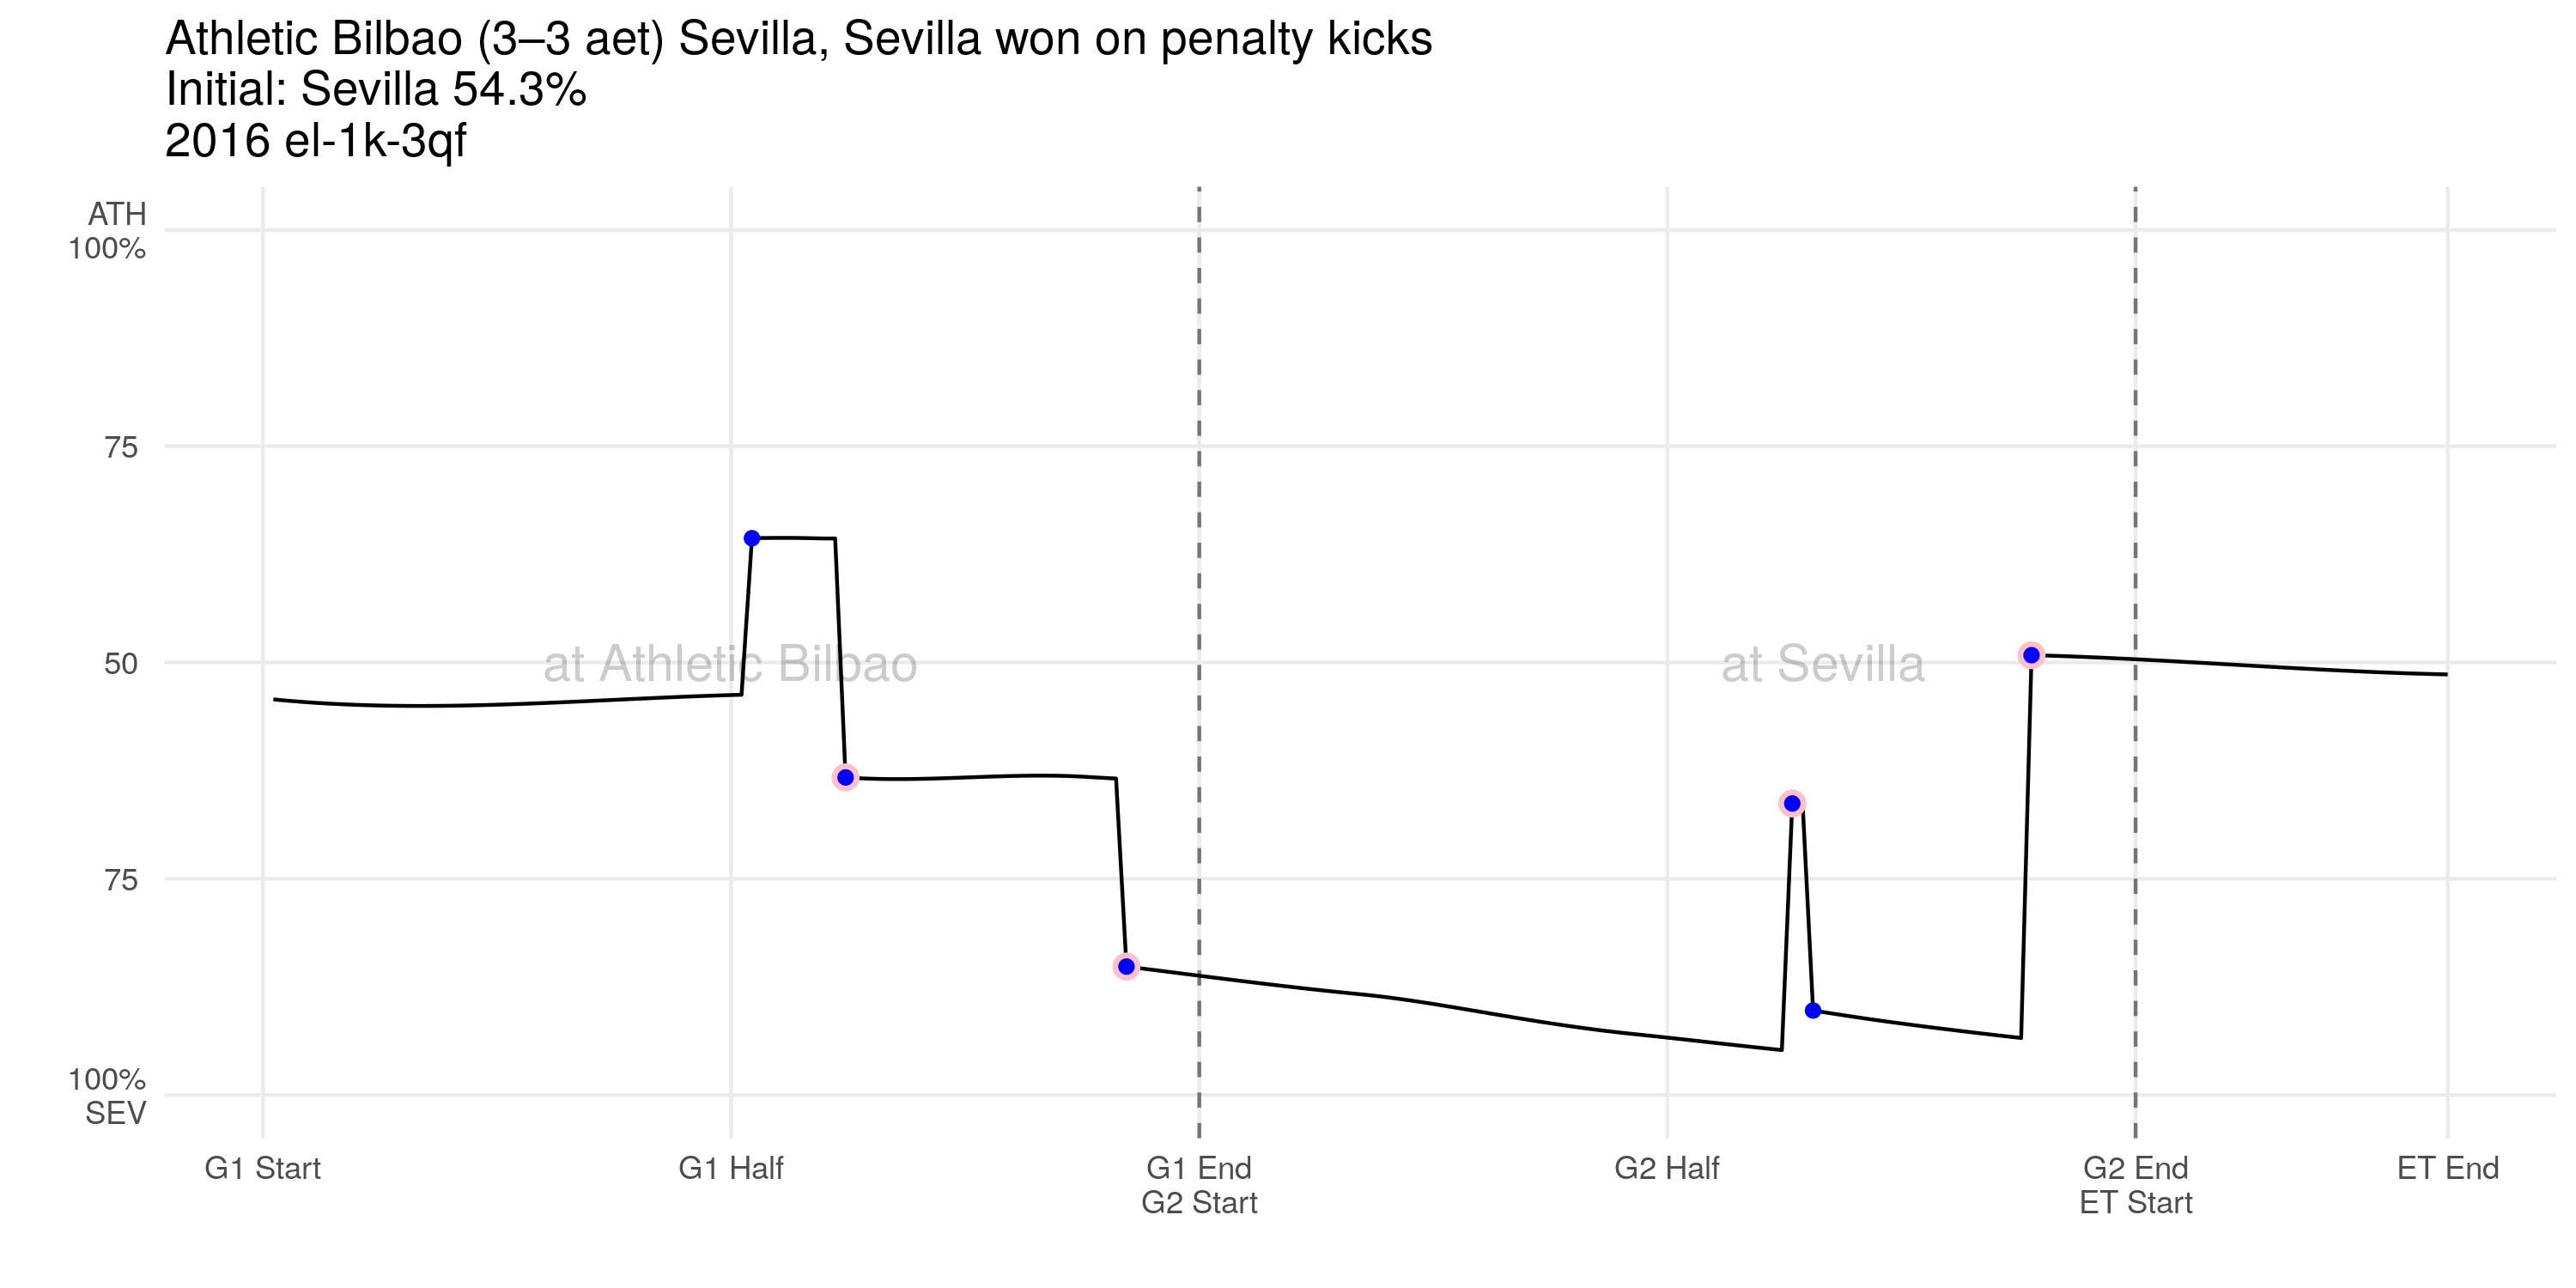 Athletic Bilbao (3–3 aet) Sevilla, Sevilla won on penalty kicks
Initial: Sevilla 54.3%
2016 el-1k-3qf
ATH
100%
75
50
75
100%
SEV
at Athletic Bilbao
at Sevilla
G1 Start
G1 Half
G1 End
G2 Start
G2 Half
G2 End
ET Start
ET End